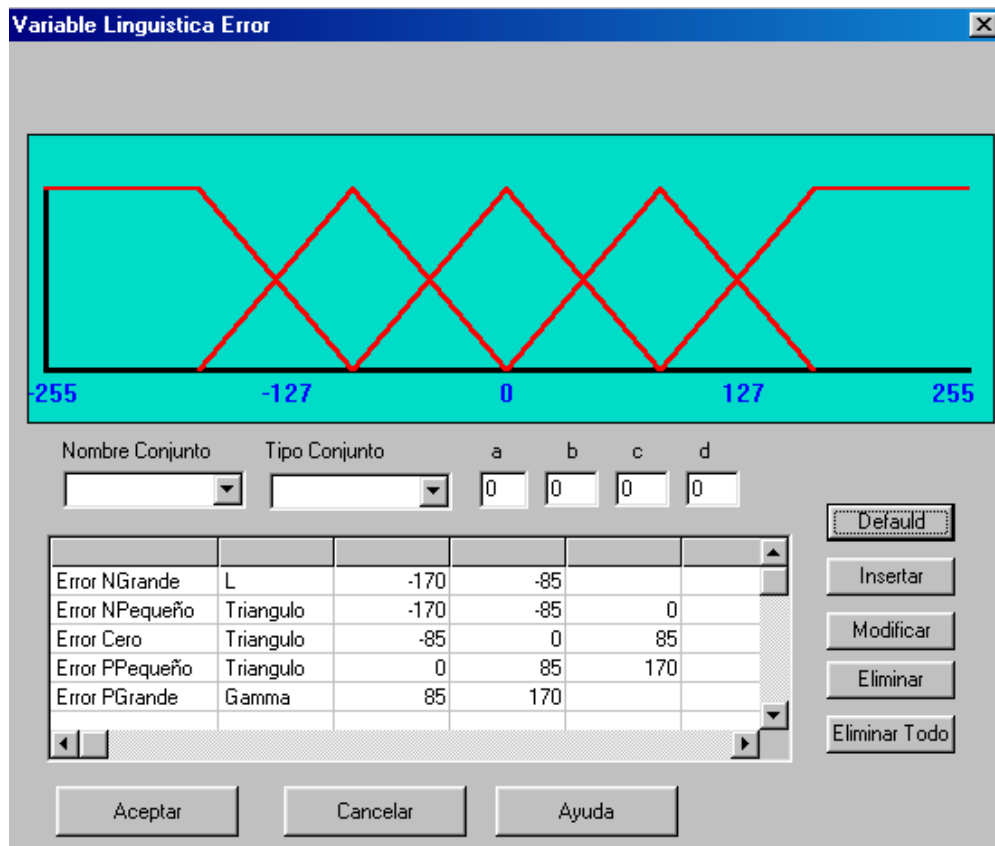 Variable Linguistica Error
-255 -127 0 127 255
Nombre Conjunto Tipo Conjunto a b c d
0 0 0 0
Defauld
Error NGrande L -170 -85
Insertar
Error NPequeño Triangulo -170 -85 0
Error Cero Triangulo -85 0 85
Modificar
Error PPequeño Triangulo 0 85 170
Error PGrande Gamma 85 170
Eliminar
Eliminar Todo
Aceptar Cancelar Ayuda